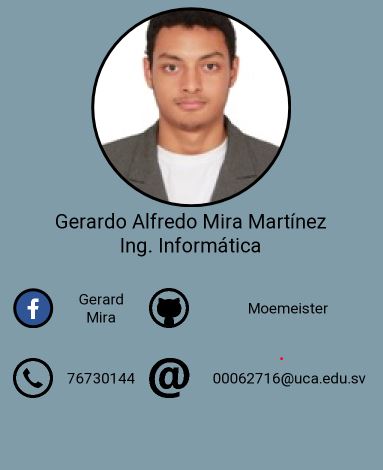 Gerardo Alfredo Mira Martínez
Ing. Informática
Gerard
Mira
Moemeister
76730144
00062716@uca.edu.sv